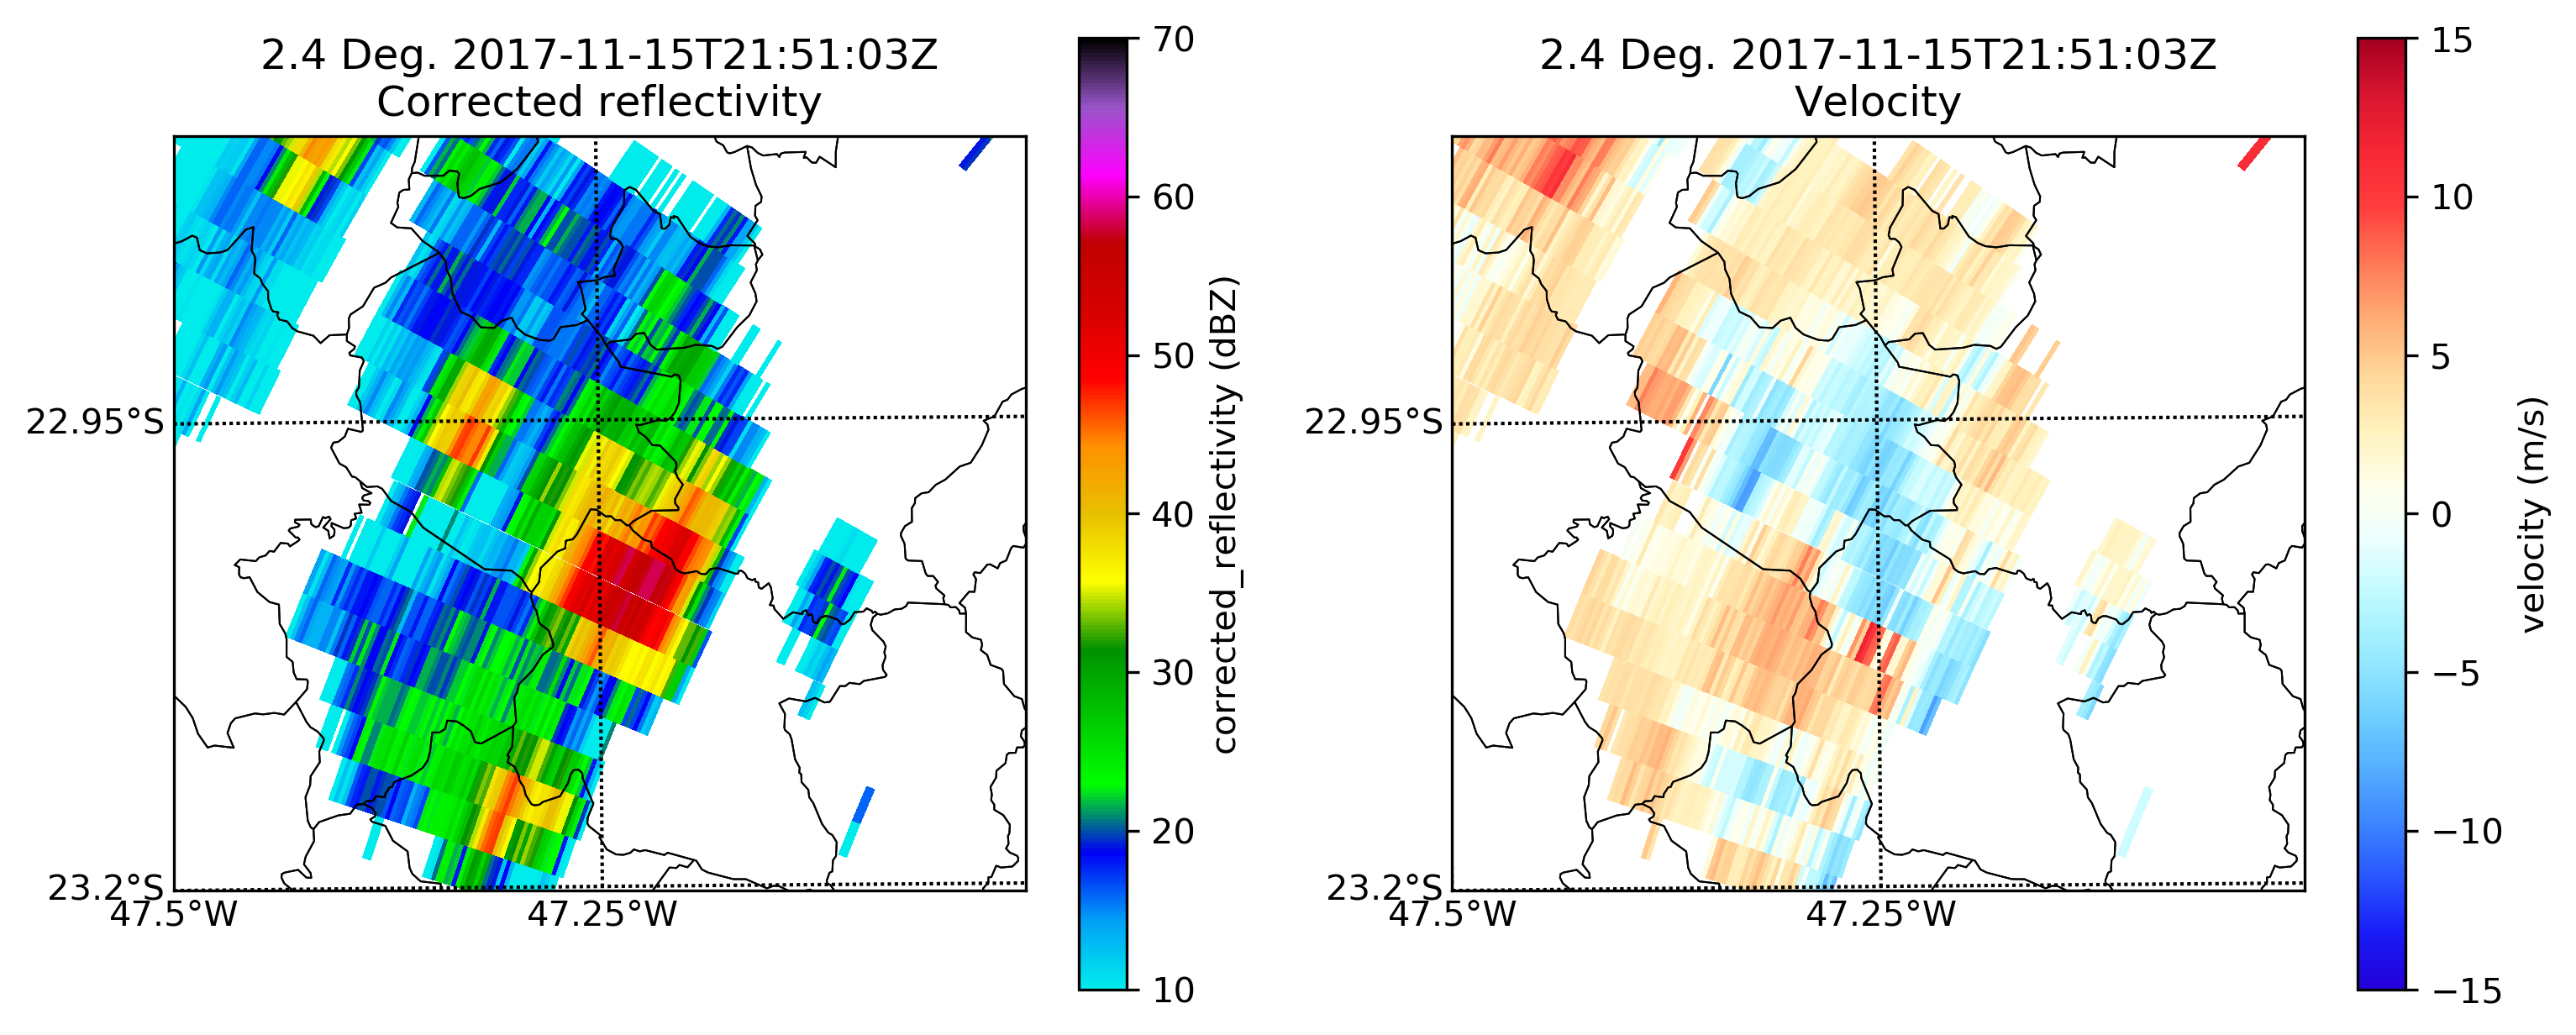 2.4 Deg. 2017-11-15T21:51:03Z
Corrected reflectivity
22.95°S
23.2°S
47.5°W
47.25°W
70
60
50
40
30
20
10
corrected_reflectivity (dBZ)
2.4 Deg. 2017-11-15T21:51:03Z
Velocity
22.95°S
23.2°S
47.5°W
47.25°W
15
10
5
0
−5
−10
−15
velocity (m/s)